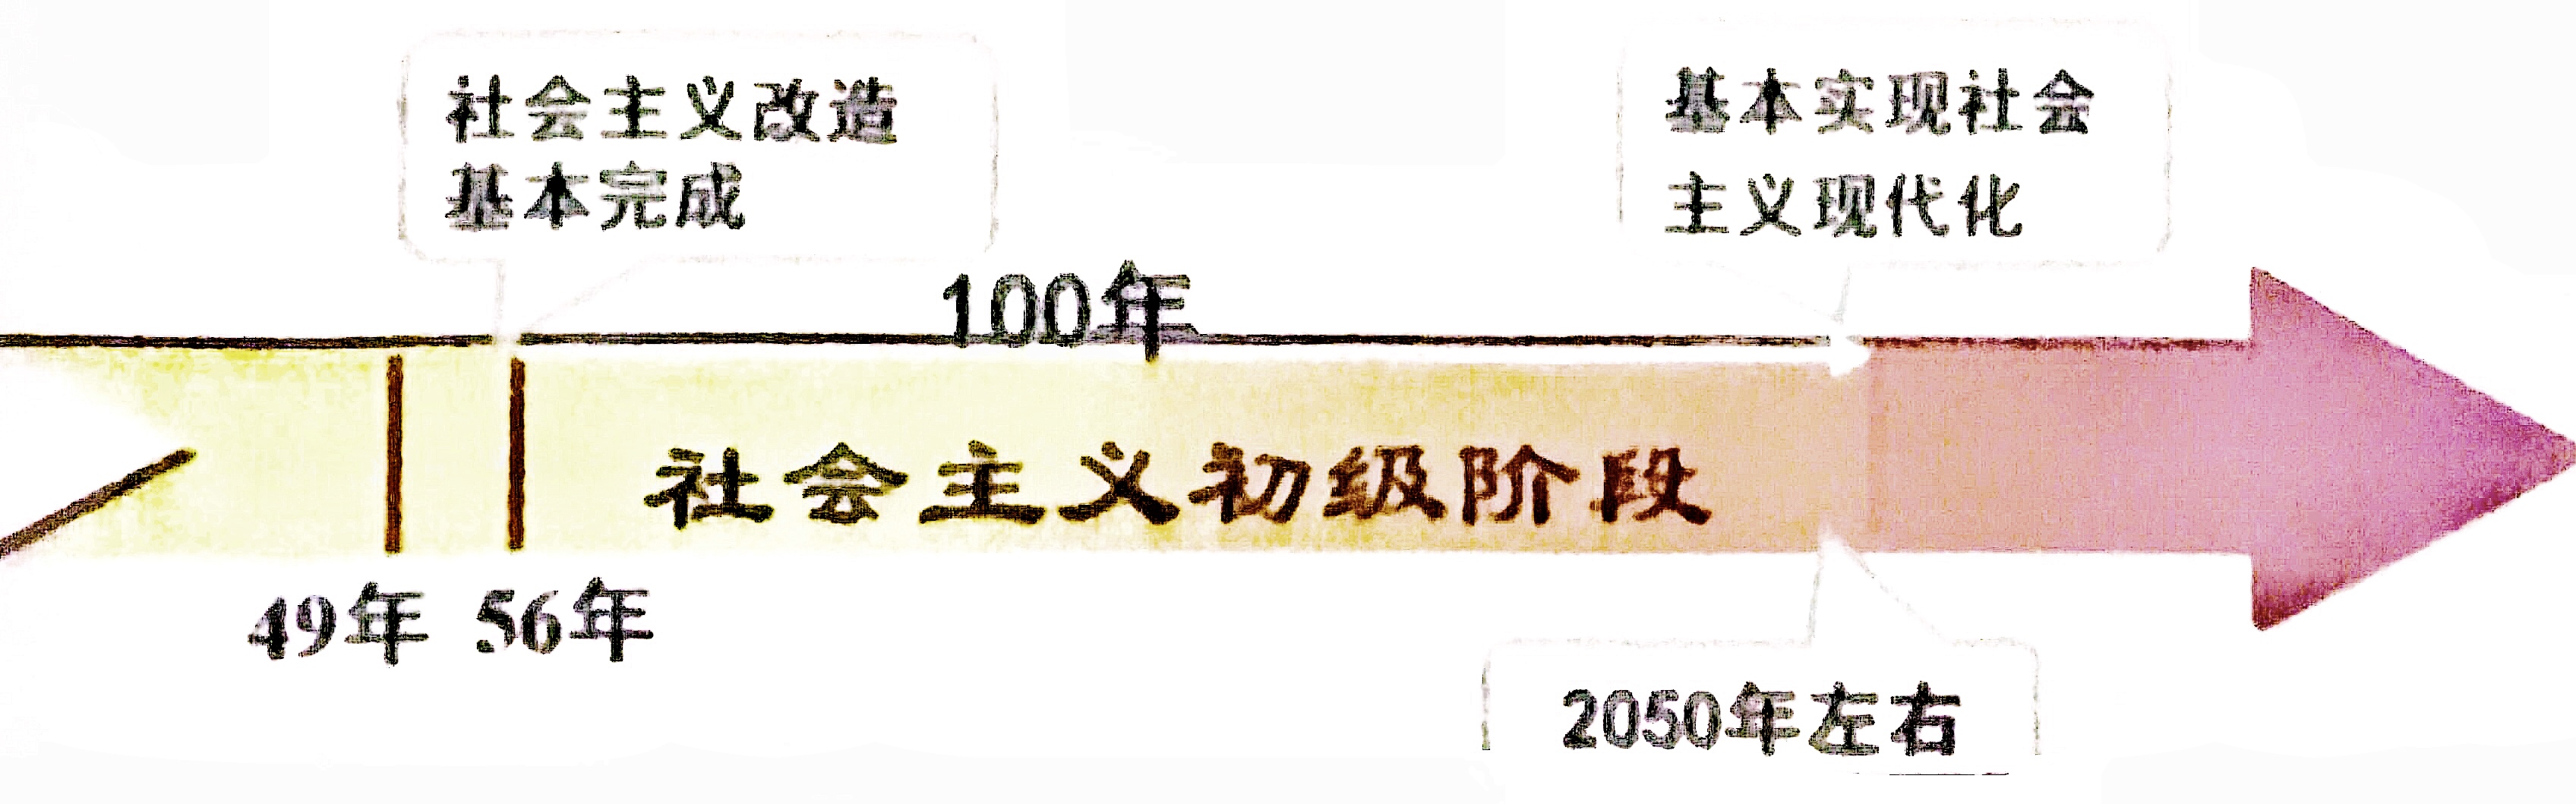 社会主义改造
基本完成
基本实现社会
主义现代化
100年
社会主义初级阶段
49年
56年
2050年左右